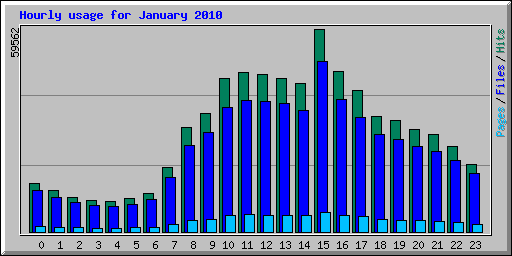 Hourly usage for January 2010
59562
Pages / Files / Hits
0 1 2 3 4 5 6 7 8 9 10 11 12 13 14 15 16 17 18 19 20 21 22 23